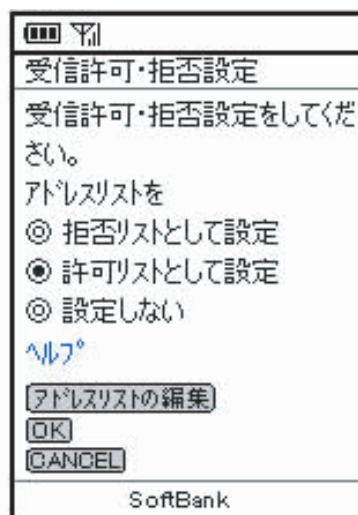 受信許可・拒否設定
受信許可・拒否設定をしてくだ
さい。
ｱﾄﾞﾚｽﾘｽﾄを
◎ 拒否ﾘｽﾄとして設定
◉ 許可ﾘｽﾄとして設定
◎ 設定しない
ﾍﾙﾌﾟ
ｱﾄﾞﾚｽﾘｽﾄの編集
OK
CANCEL
SoftBank